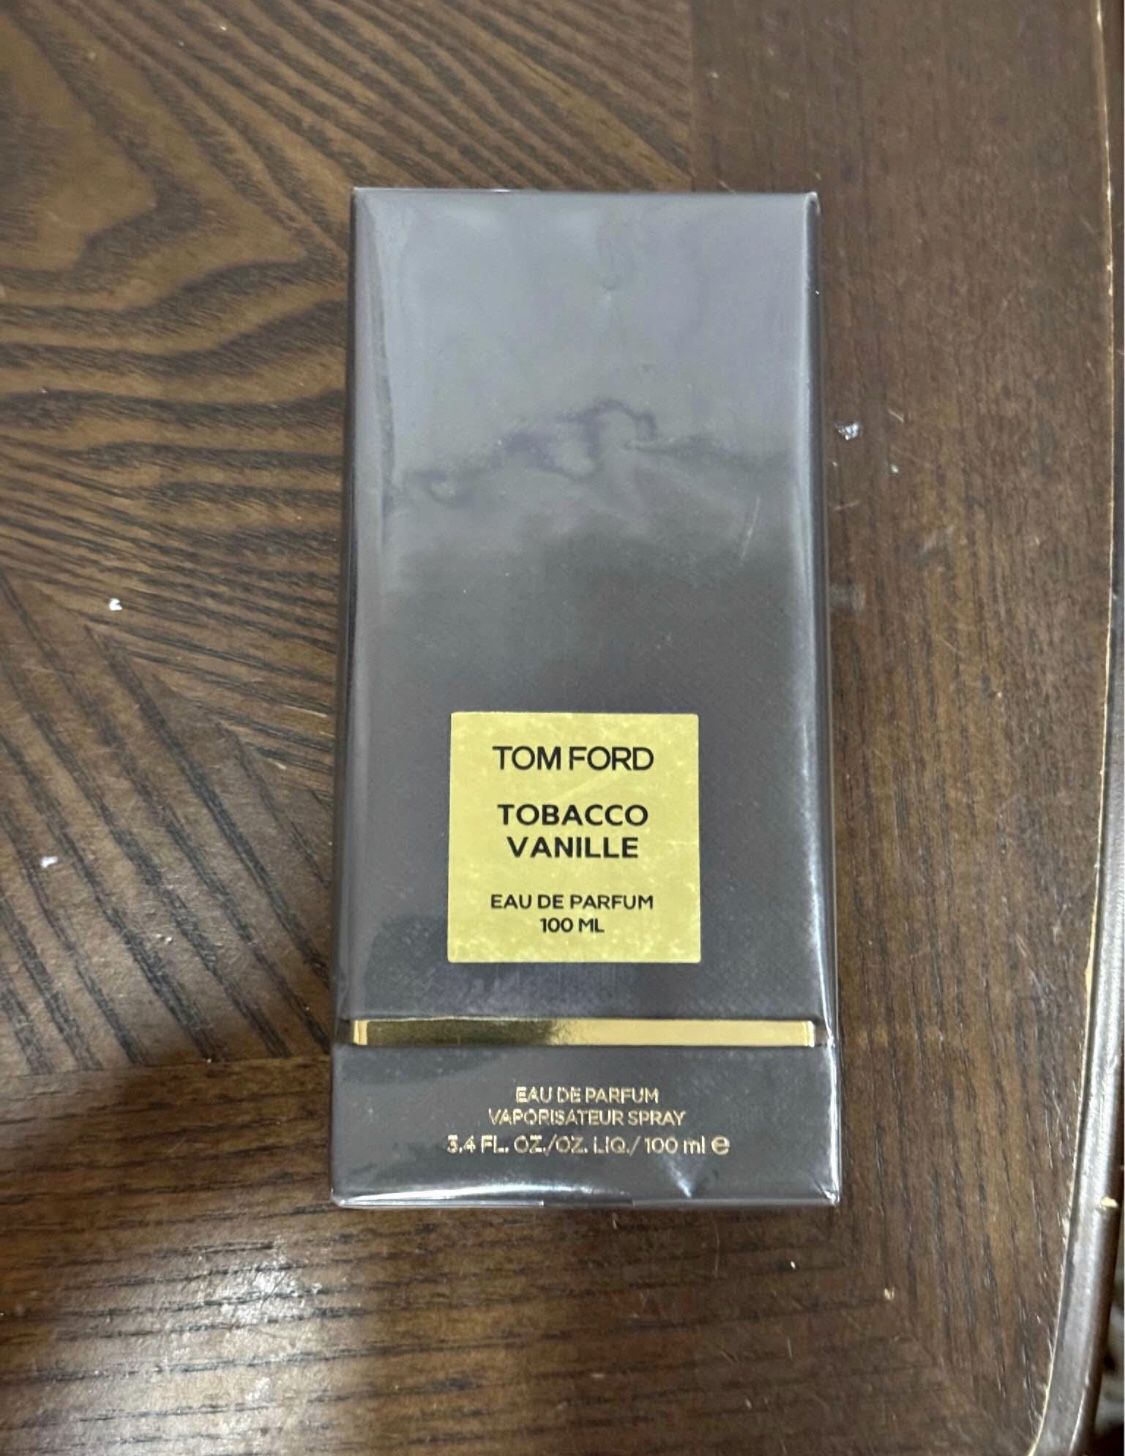 TOM FORD
TOBACCO
VANILLE
EAU DE PARFUM
100 ML
EAU DE PARFUM
VAPORISATEUR SPRAY
3.4 FL. OZ./OZ. LIQ./ 100 ml ℮